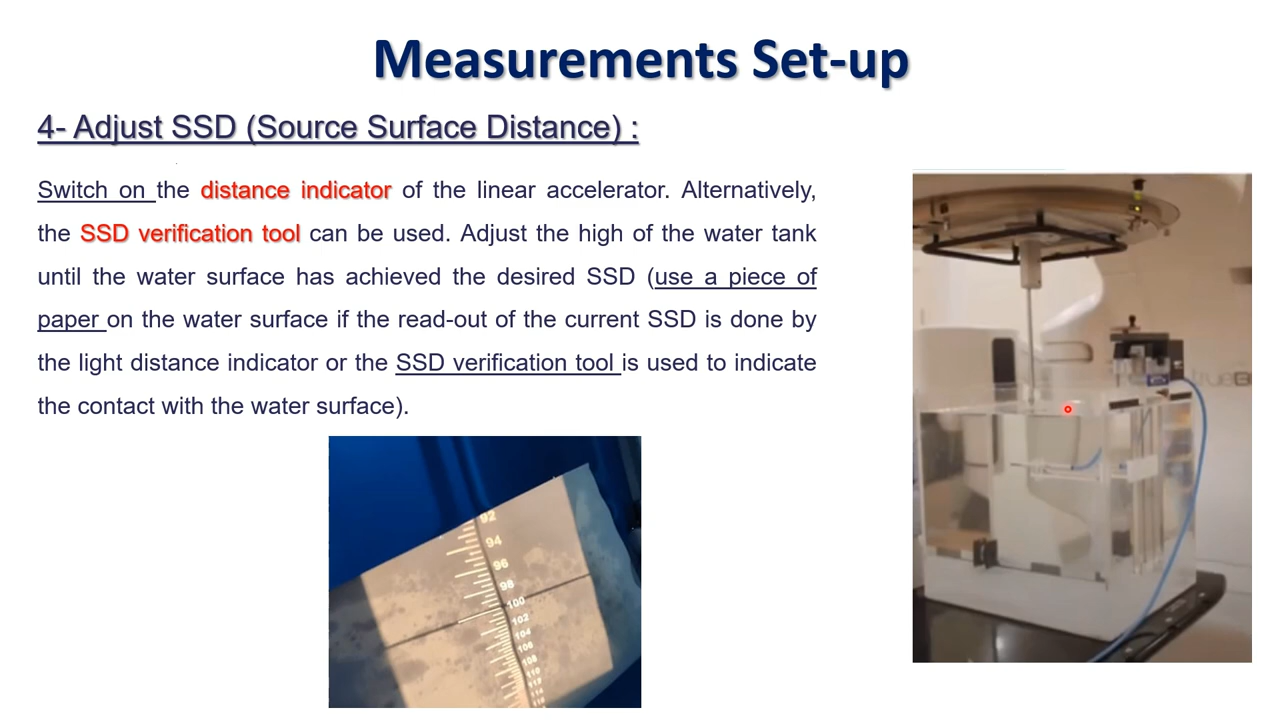 Measurements Set-up
4- Adjust SSD (Source Surface Distance) :
Switch on the distance indicator of the linear accelerator. Alternatively,
the SSD verification tool can be used. Adjust the high of the water tank
until the water surface has achieved the desired SSD (use a piece of
paper on the water surface if the read-out of the current SSD is done by
the light distance indicator or the SSD verification tool is used to indicate
the contact with the water surface).
92
94
96
98
100
102
104
106
108
110
112
114